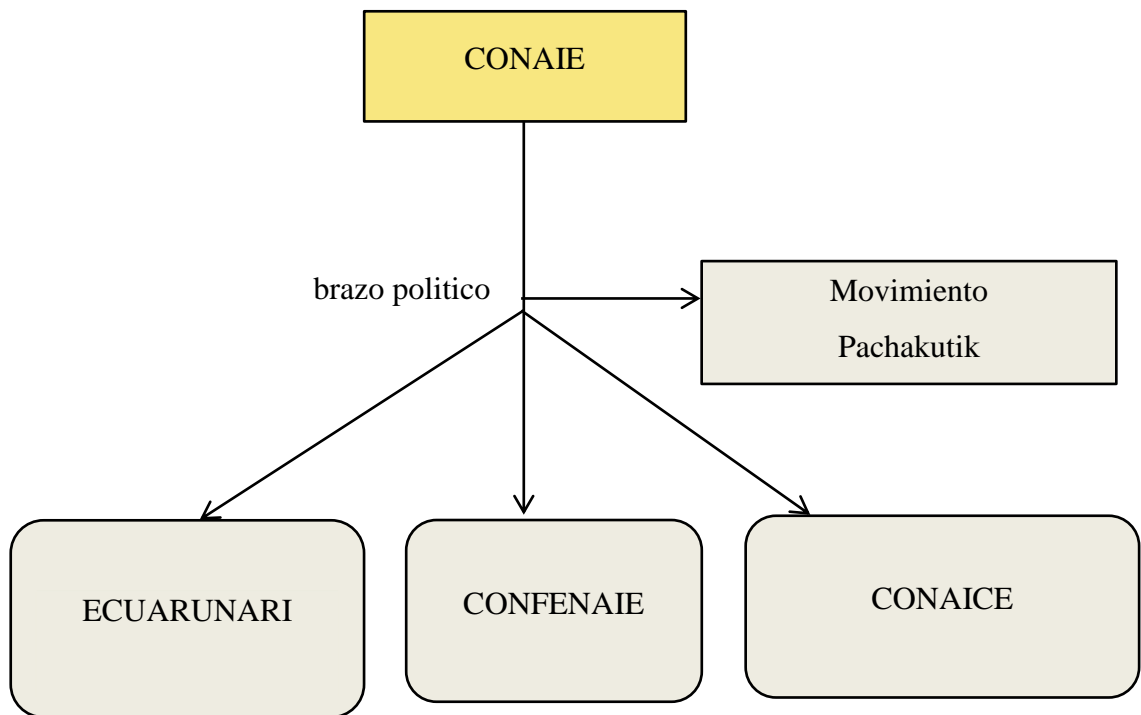 CONAIE
brazo politico
Movimiento
Pachakutik
ECUARUNARI
CONFENAIE
CONAICE